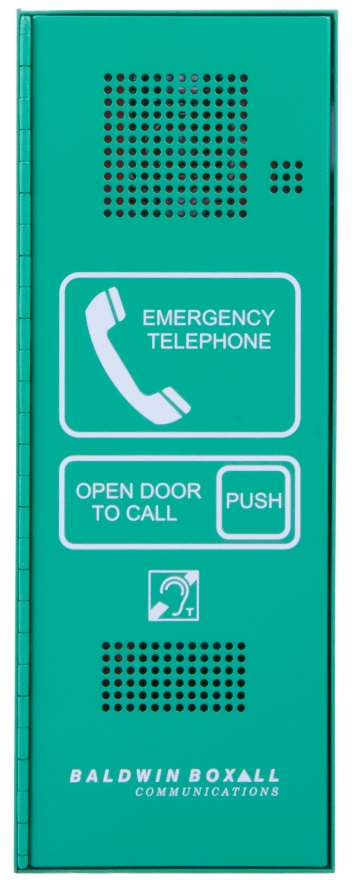 EMERGENCY
TELEPHONE
OPEN DOOR
TO CALL
PUSH
T
BALDWIN BOXALL
COMMUNICATIONS